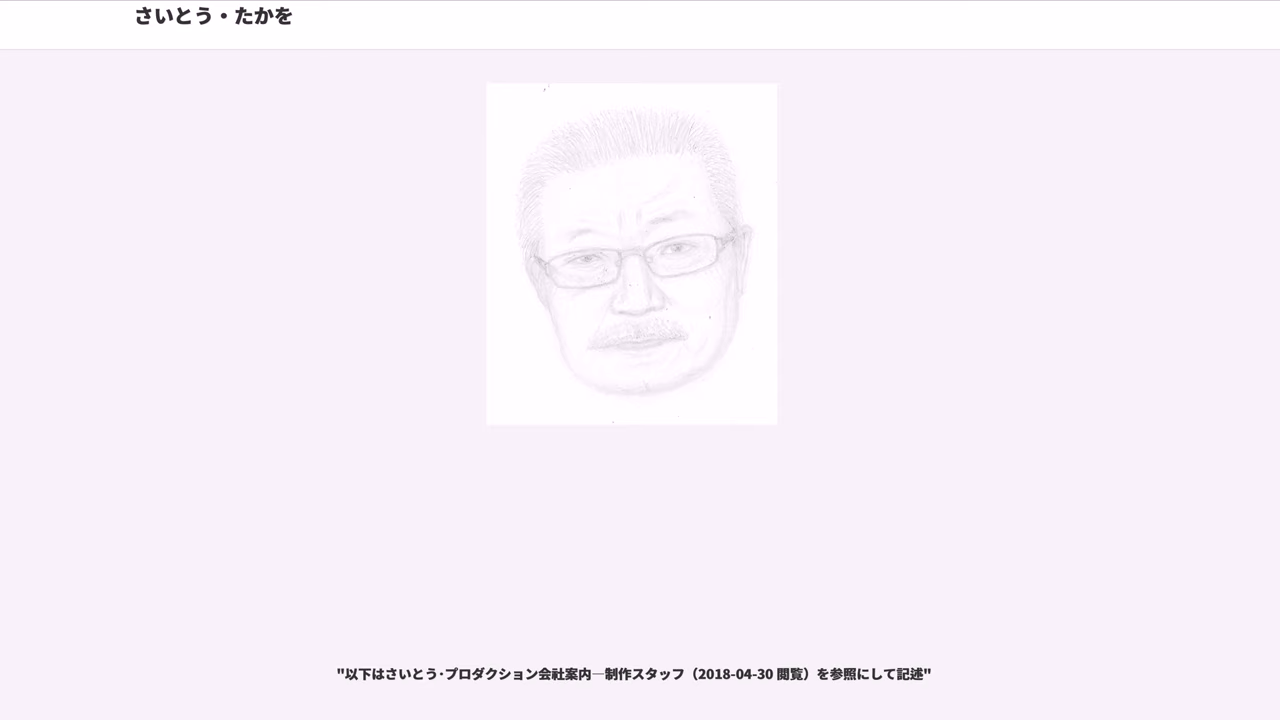 さいとう・たかを
"以下はさいとう･プロダクション会社案内―制作スタッフ（2018-04-30 閲覧）を参照にして記述"